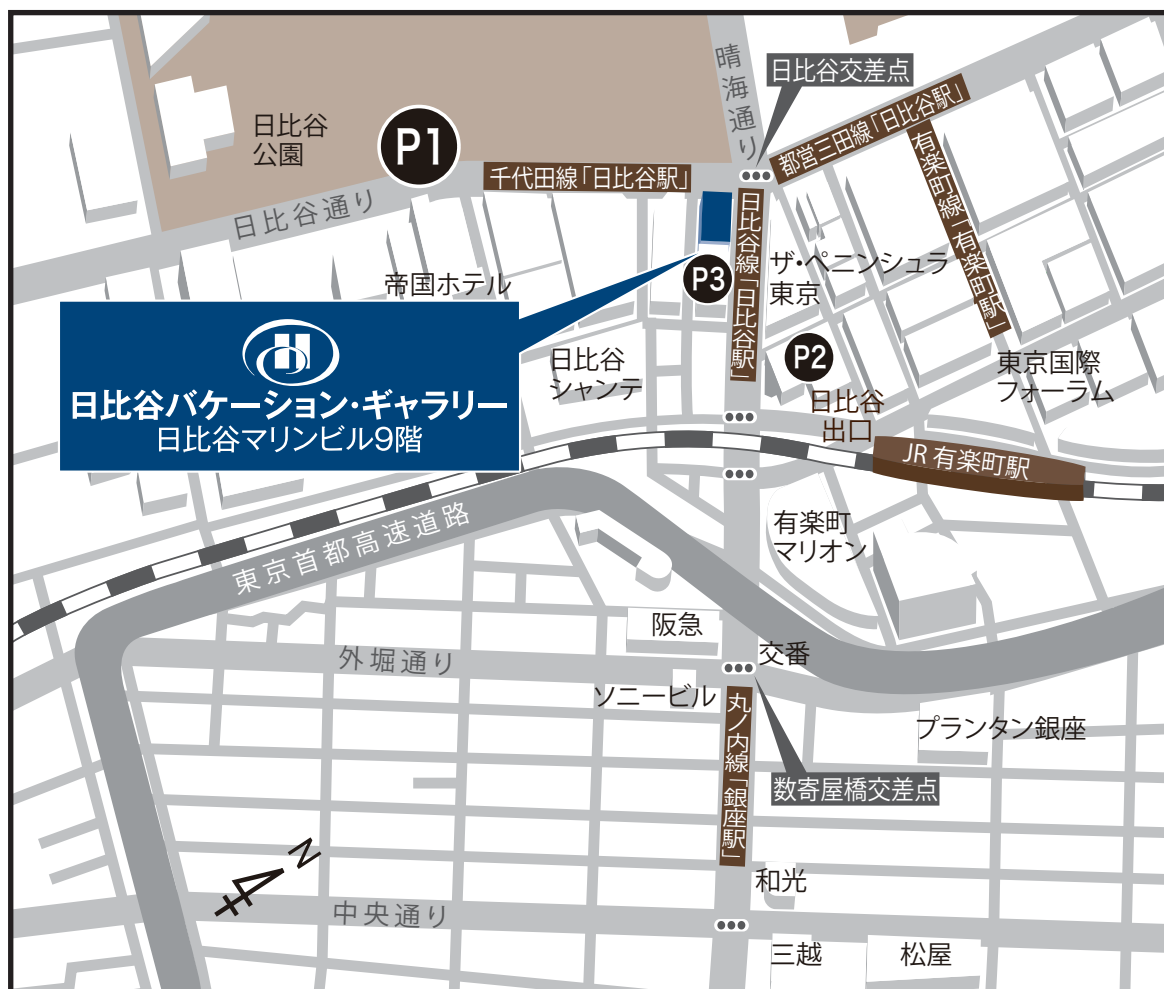 晴海通り
日比谷交差点
日比谷
公園
P1
千代田線「日比谷駅」
都営三田線「日比谷駅」
有楽町線「有楽町駅」
日比谷通り
日比谷線「日比谷駅」
帝国ホテル
P3
ザ・ペニンシュラ
東京
P2
日比谷
シャンテ
東京国際
フォーラム
日比谷バケーション・ギャラリー
日比谷マリンビル9階
日比谷
出口
JR 有楽町駅
東京首都高速道路
有楽町
マリオン
阪急
外堀通り
交番
ソニービル
プランタン銀座
丸ノ内線「銀座駅」
数寄屋橋交差点
N
和光
中央通り
三越
松屋